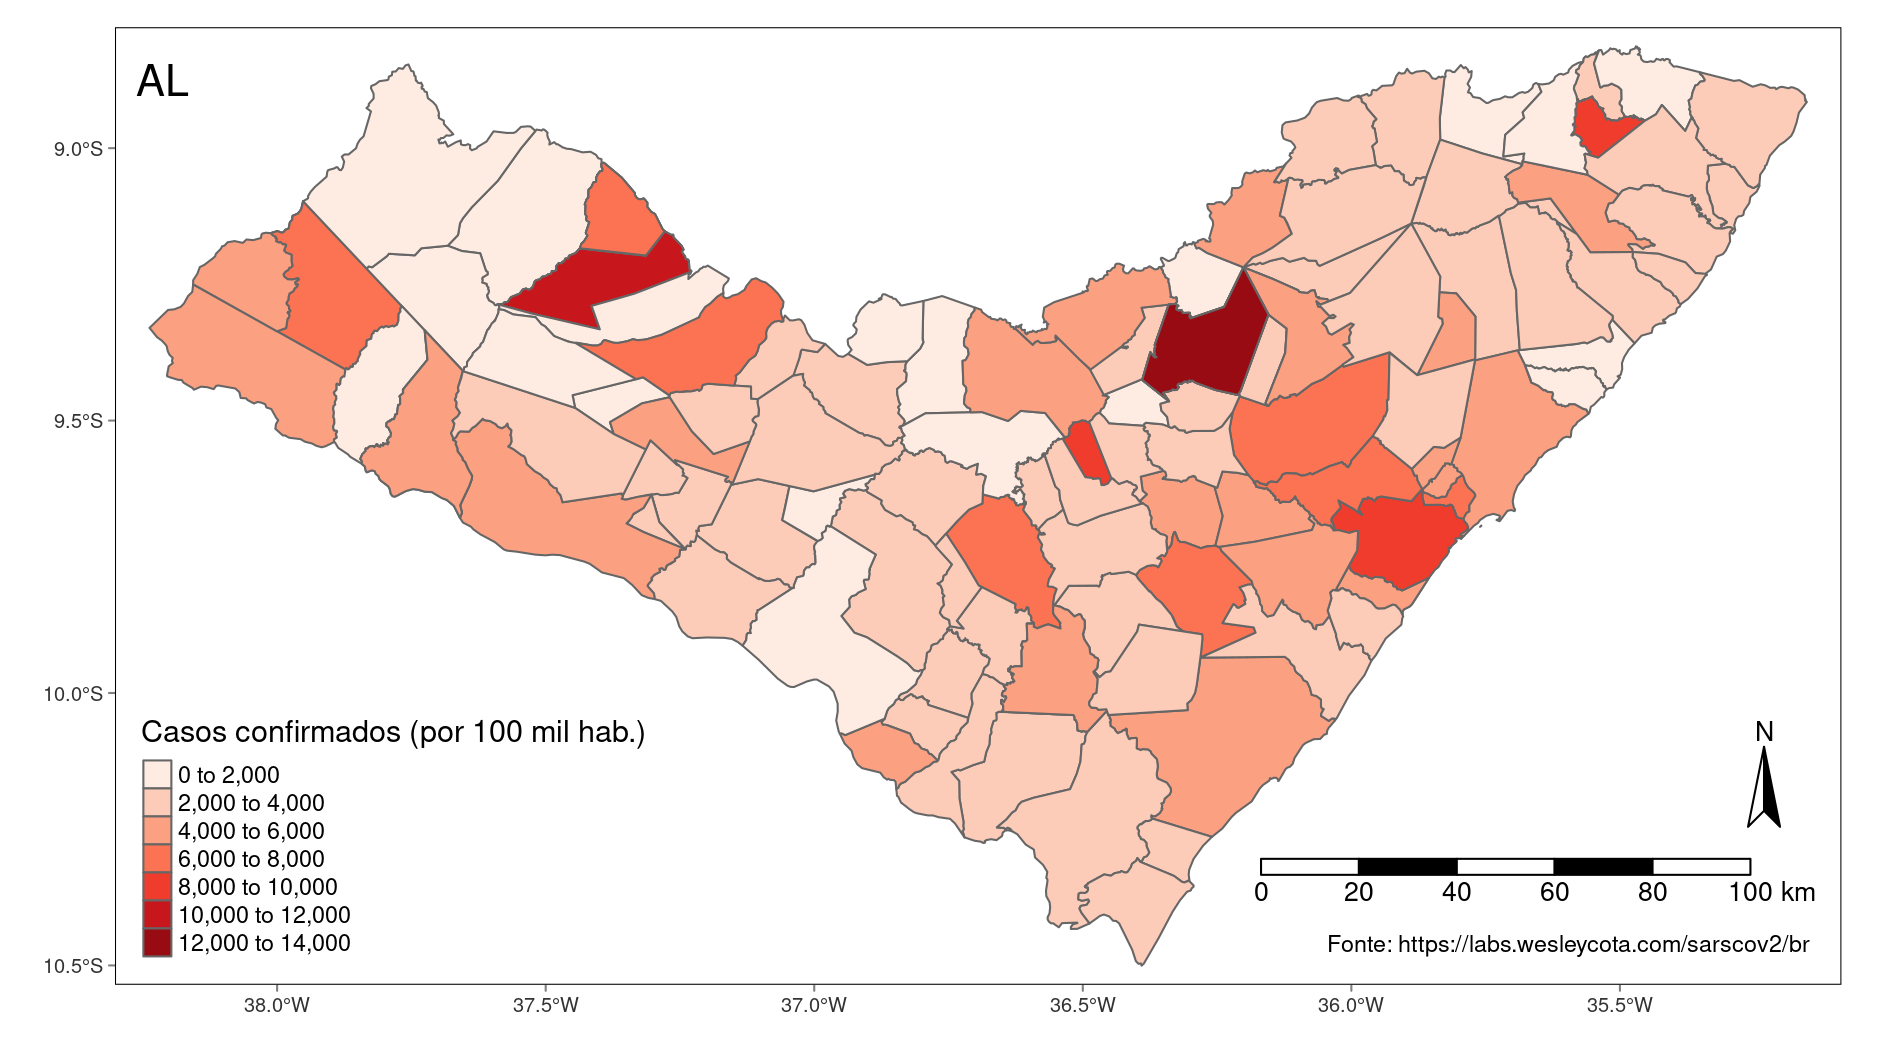 AL
9.0°S
9.5°S
10.0°S
10.5°S
Casos confirmados (por 100 mil hab.)
0 to 2,000
2,000 to 4,000
4,000 to 6,000
6,000 to 8,000
8,000 to 10,000
10,000 to 12,000
12,000 to 14,000
N
0 20 40 60 80 100 km
Fonte: https://labs.wesleycota.com/sarscov2/br
38.0°W 37.5°W 37.0°W 36.5°W 36.0°W 35.5°W